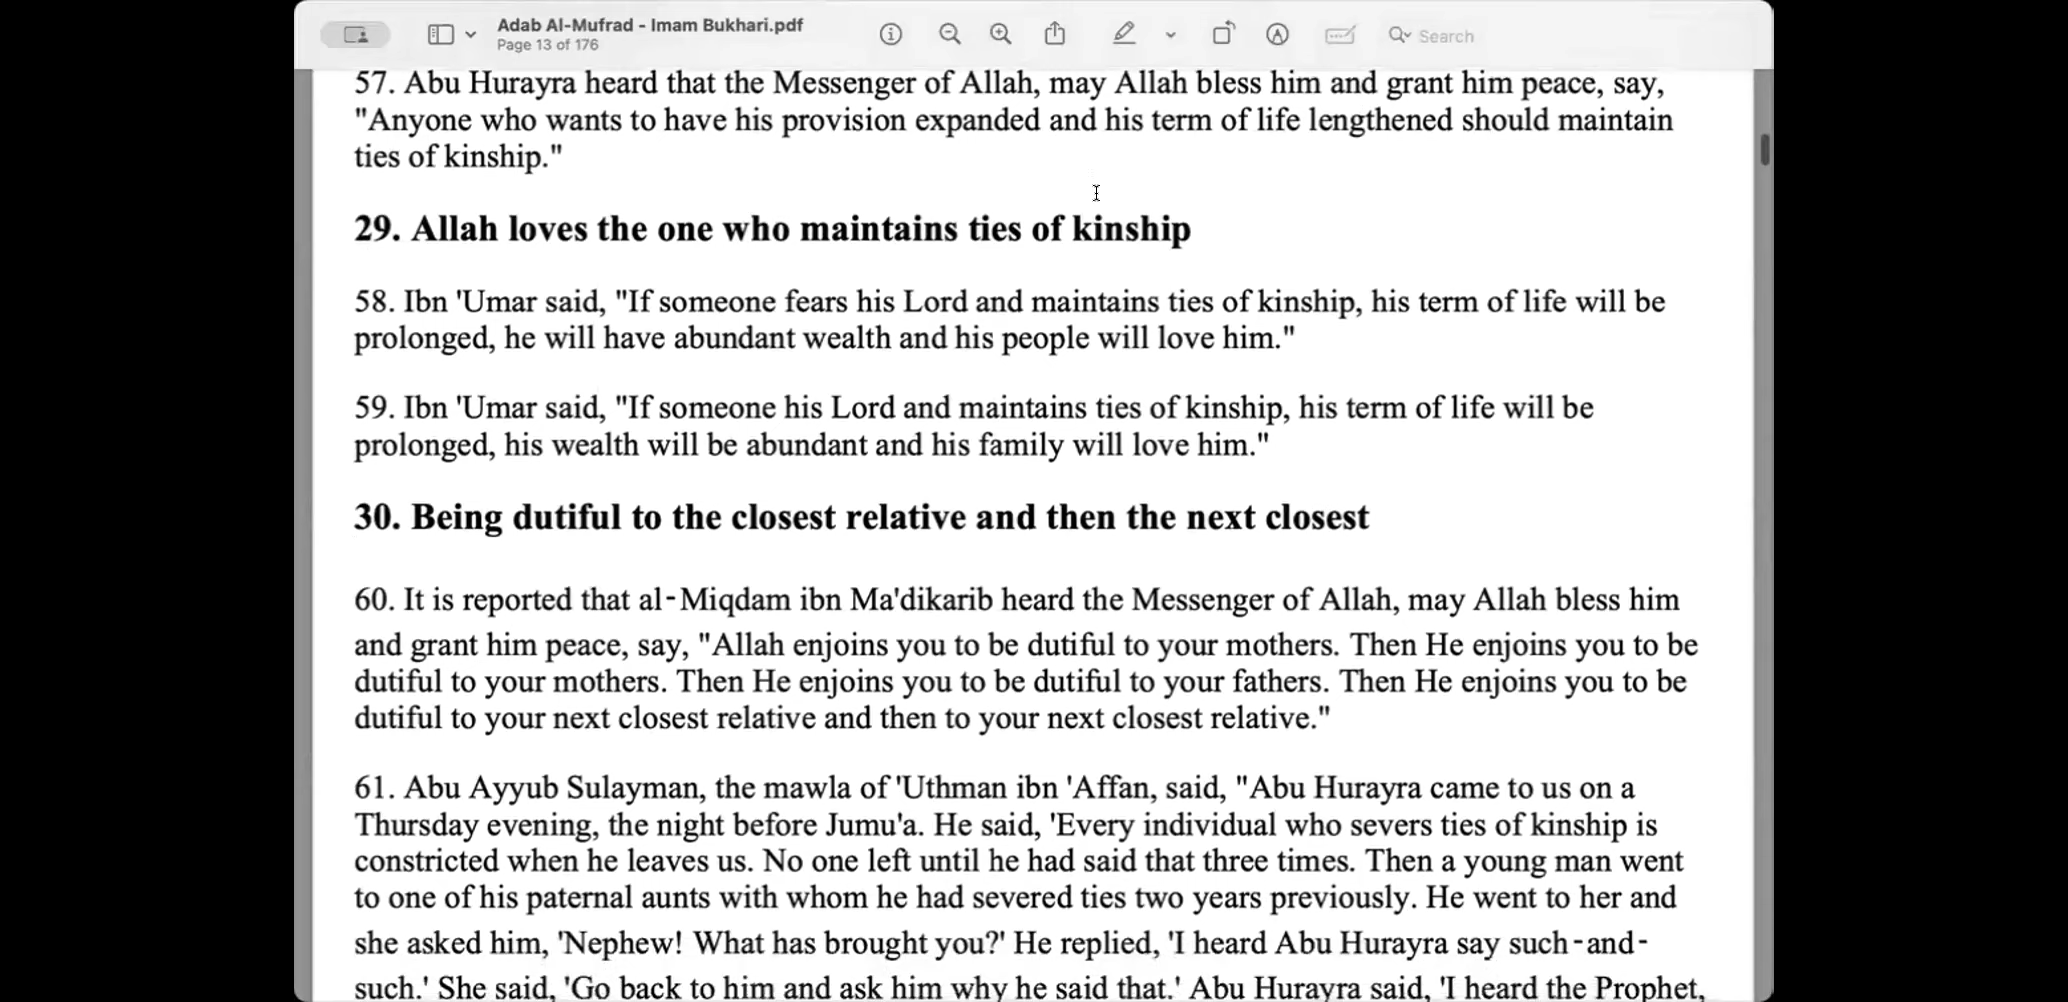 Adab Al-Mufrad - Imam Bukhari.pdf
Page 13 of 176
Search
57. Abu Hurayra heard that the Messenger of Allah, may Allah bless him and grant him peace, say,
"Anyone who wants to have his provision expanded and his term of life lengthened should maintain
ties of kinship."
29. Allah loves the one who maintains ties of kinship
58. Ibn 'Umar said, "If someone fears his Lord and maintains ties of kinship, his term of life will be
prolonged, he will have abundant wealth and his people will love him."
59. Ibn 'Umar said, "If someone his Lord and maintains ties of kinship, his term of life will be
prolonged, his wealth will be abundant and his family will love him."
30. Being dutiful to the closest relative and then the next closest
60. It is reported that al-Miqdam ibn Ma'dikarib heard the Messenger of Allah, may Allah bless him
and grant him peace, say, "Allah enjoins you to be dutiful to your mothers. Then He enjoins you to be
dutiful to your mothers. Then He enjoins you to be dutiful to your fathers. Then He enjoins you to be
dutiful to your next closest relative and then to your next closest relative."
61. Abu Ayyub Sulayman, the mawla of 'Uthman ibn 'Affan, said, "Abu Hurayra came to us on a
Thursday evening, the night before Jumu'a. He said, 'Every individual who severs ties of kinship is
constricted when he leaves us. No one left until he had said that three times. Then a young man went
to one of his paternal aunts with whom he had severed ties two years previously. He went to her and
she asked him, 'Nephew! What has brought you?' He replied, 'I heard Abu Hurayra say such-and-
such.' She said, 'Go back to him and ask him why he said that.' Abu Hurayra said, 'I heard the Prophet,